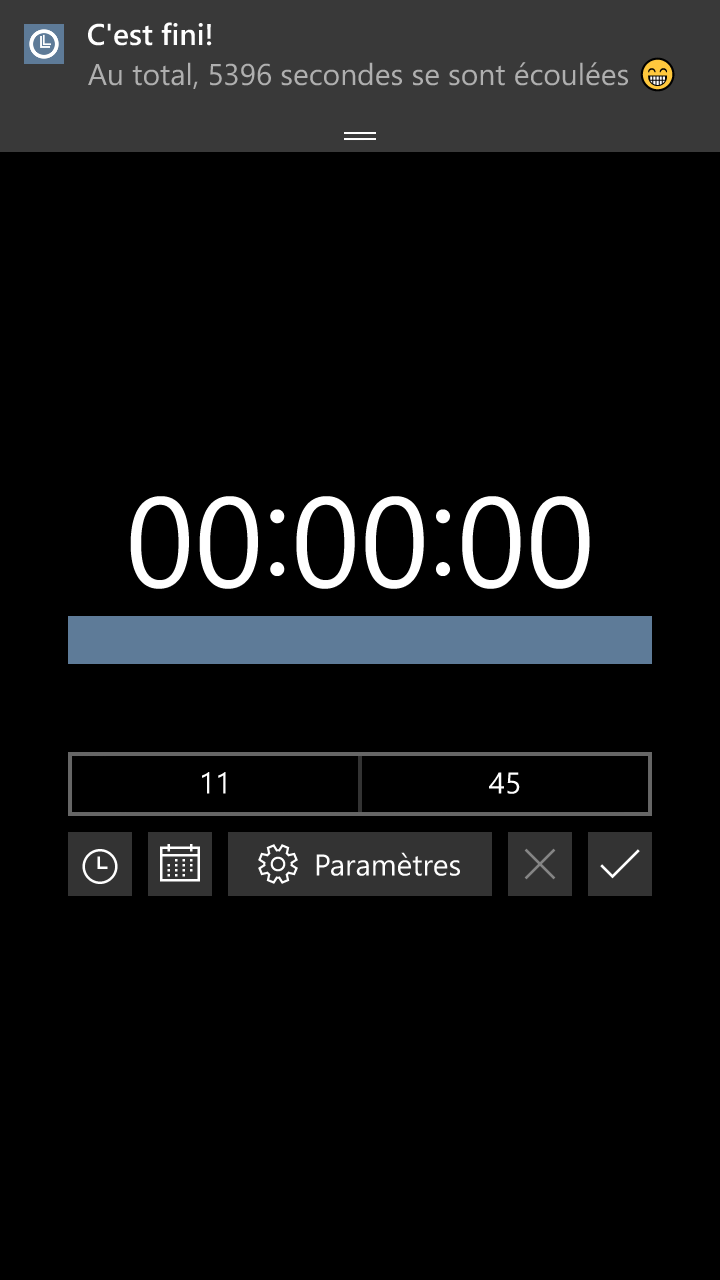 C'est fini!
Au total, 5396 secondes se sont écoulées 😁
00:00:00
11 45
Paramètres